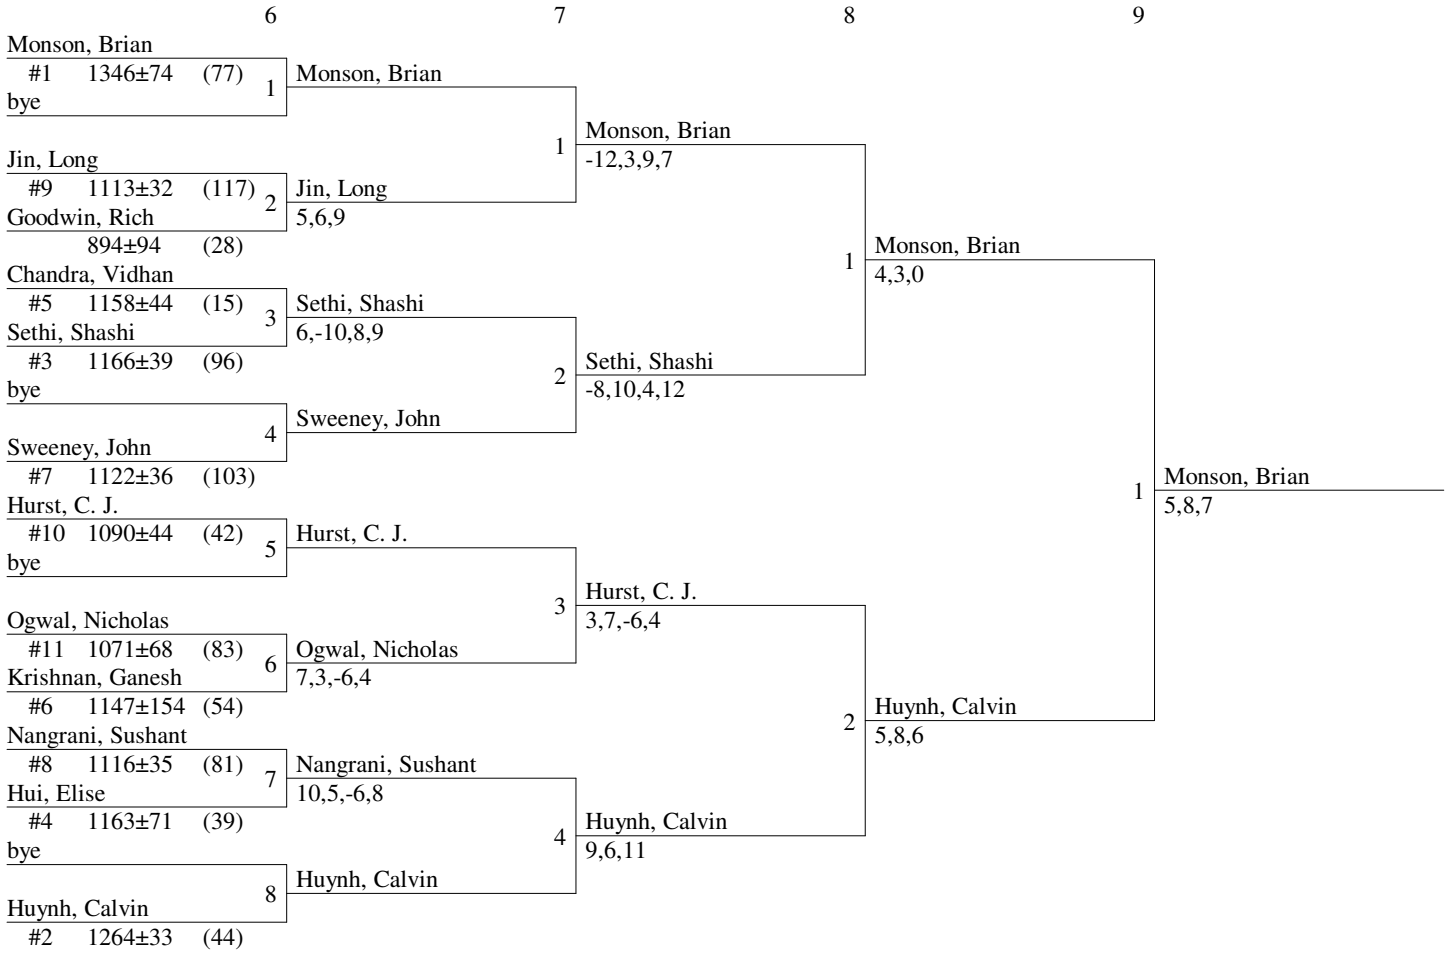 6 7 8 9
Monson, Brian
#1 1346±74 (77)
bye
1
Monson, Brian
Jin, Long
#9 1113±32 (117)
Goodwin, Rich
894±94 (28)
2
Jin, Long
5,6,9
1
Monson, Brian
-12,3,9,7
Chandra, Vidhan
#5 1158±44 (15)
Sethi, Shashi
#3 1166±39 (96)
3
Sethi, Shashi
6,-10,8,9
bye
Sweeney, John
#7 1122±36 (103)
4
Sweeney, John
2
Sethi, Shashi
-8,10,4,12
1
Monson, Brian
4,3,0
Hurst, C. J.
#10 1090±44 (42)
bye
5
Hurst, C. J.
Ogwal, Nicholas
#11 1071±68 (83)
Krishnan, Ganesh
#6 1147±154 (54)
6
Ogwal, Nicholas
7,3,-6,4
3
Hurst, C. J.
3,7,-6,4
Nangrani, Sushant
#8 1116±35 (81)
Hui, Elise
#4 1163±71 (39)
7
Nangrani, Sushant
10,5,-6,8
bye
Huynh, Calvin
#2 1264±33 (44)
8
Huynh, Calvin
4
Huynh, Calvin
9,6,11
2
Huynh, Calvin
5,8,6
1
Monson, Brian
5,8,7